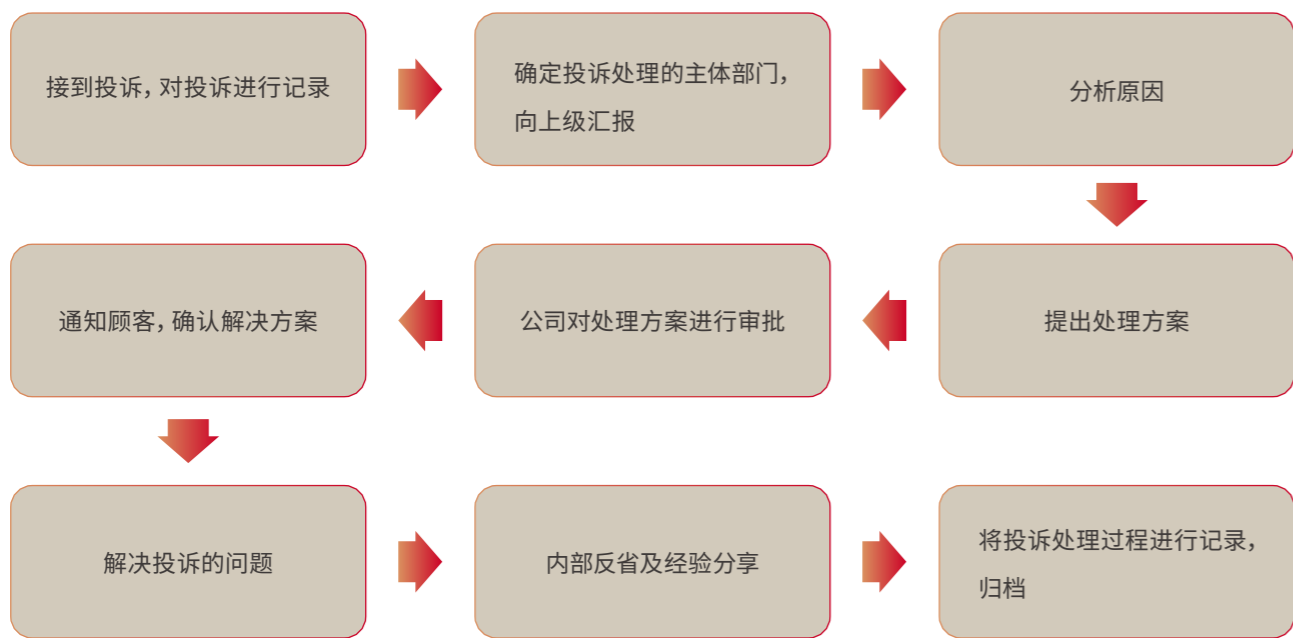 接到投诉，对投诉进行记录
确定投诉处理的主体部门，
向上级汇报
分析原因
提出处理方案
公司对处理方案进行审批
通知顾客，确认解决方案
解决投诉的问题
内部反省及经验分享
将投诉处理过程进行记录，
归档